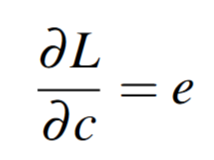 ∂L/∂c = e